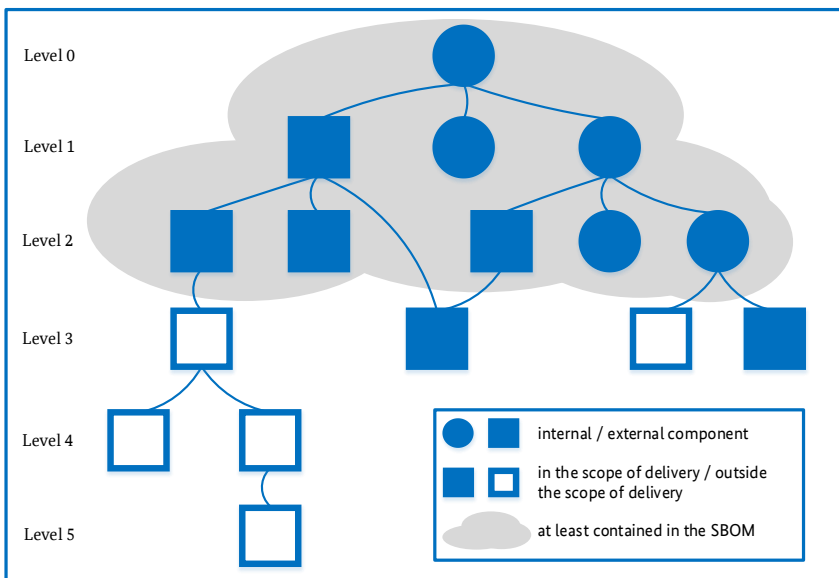 Level 0
Level 1
Level 2
Level 3
Level 4
Level 5
internal / external component
in the scope of delivery / outside
the scope of delivery
at least contained in the SBOM